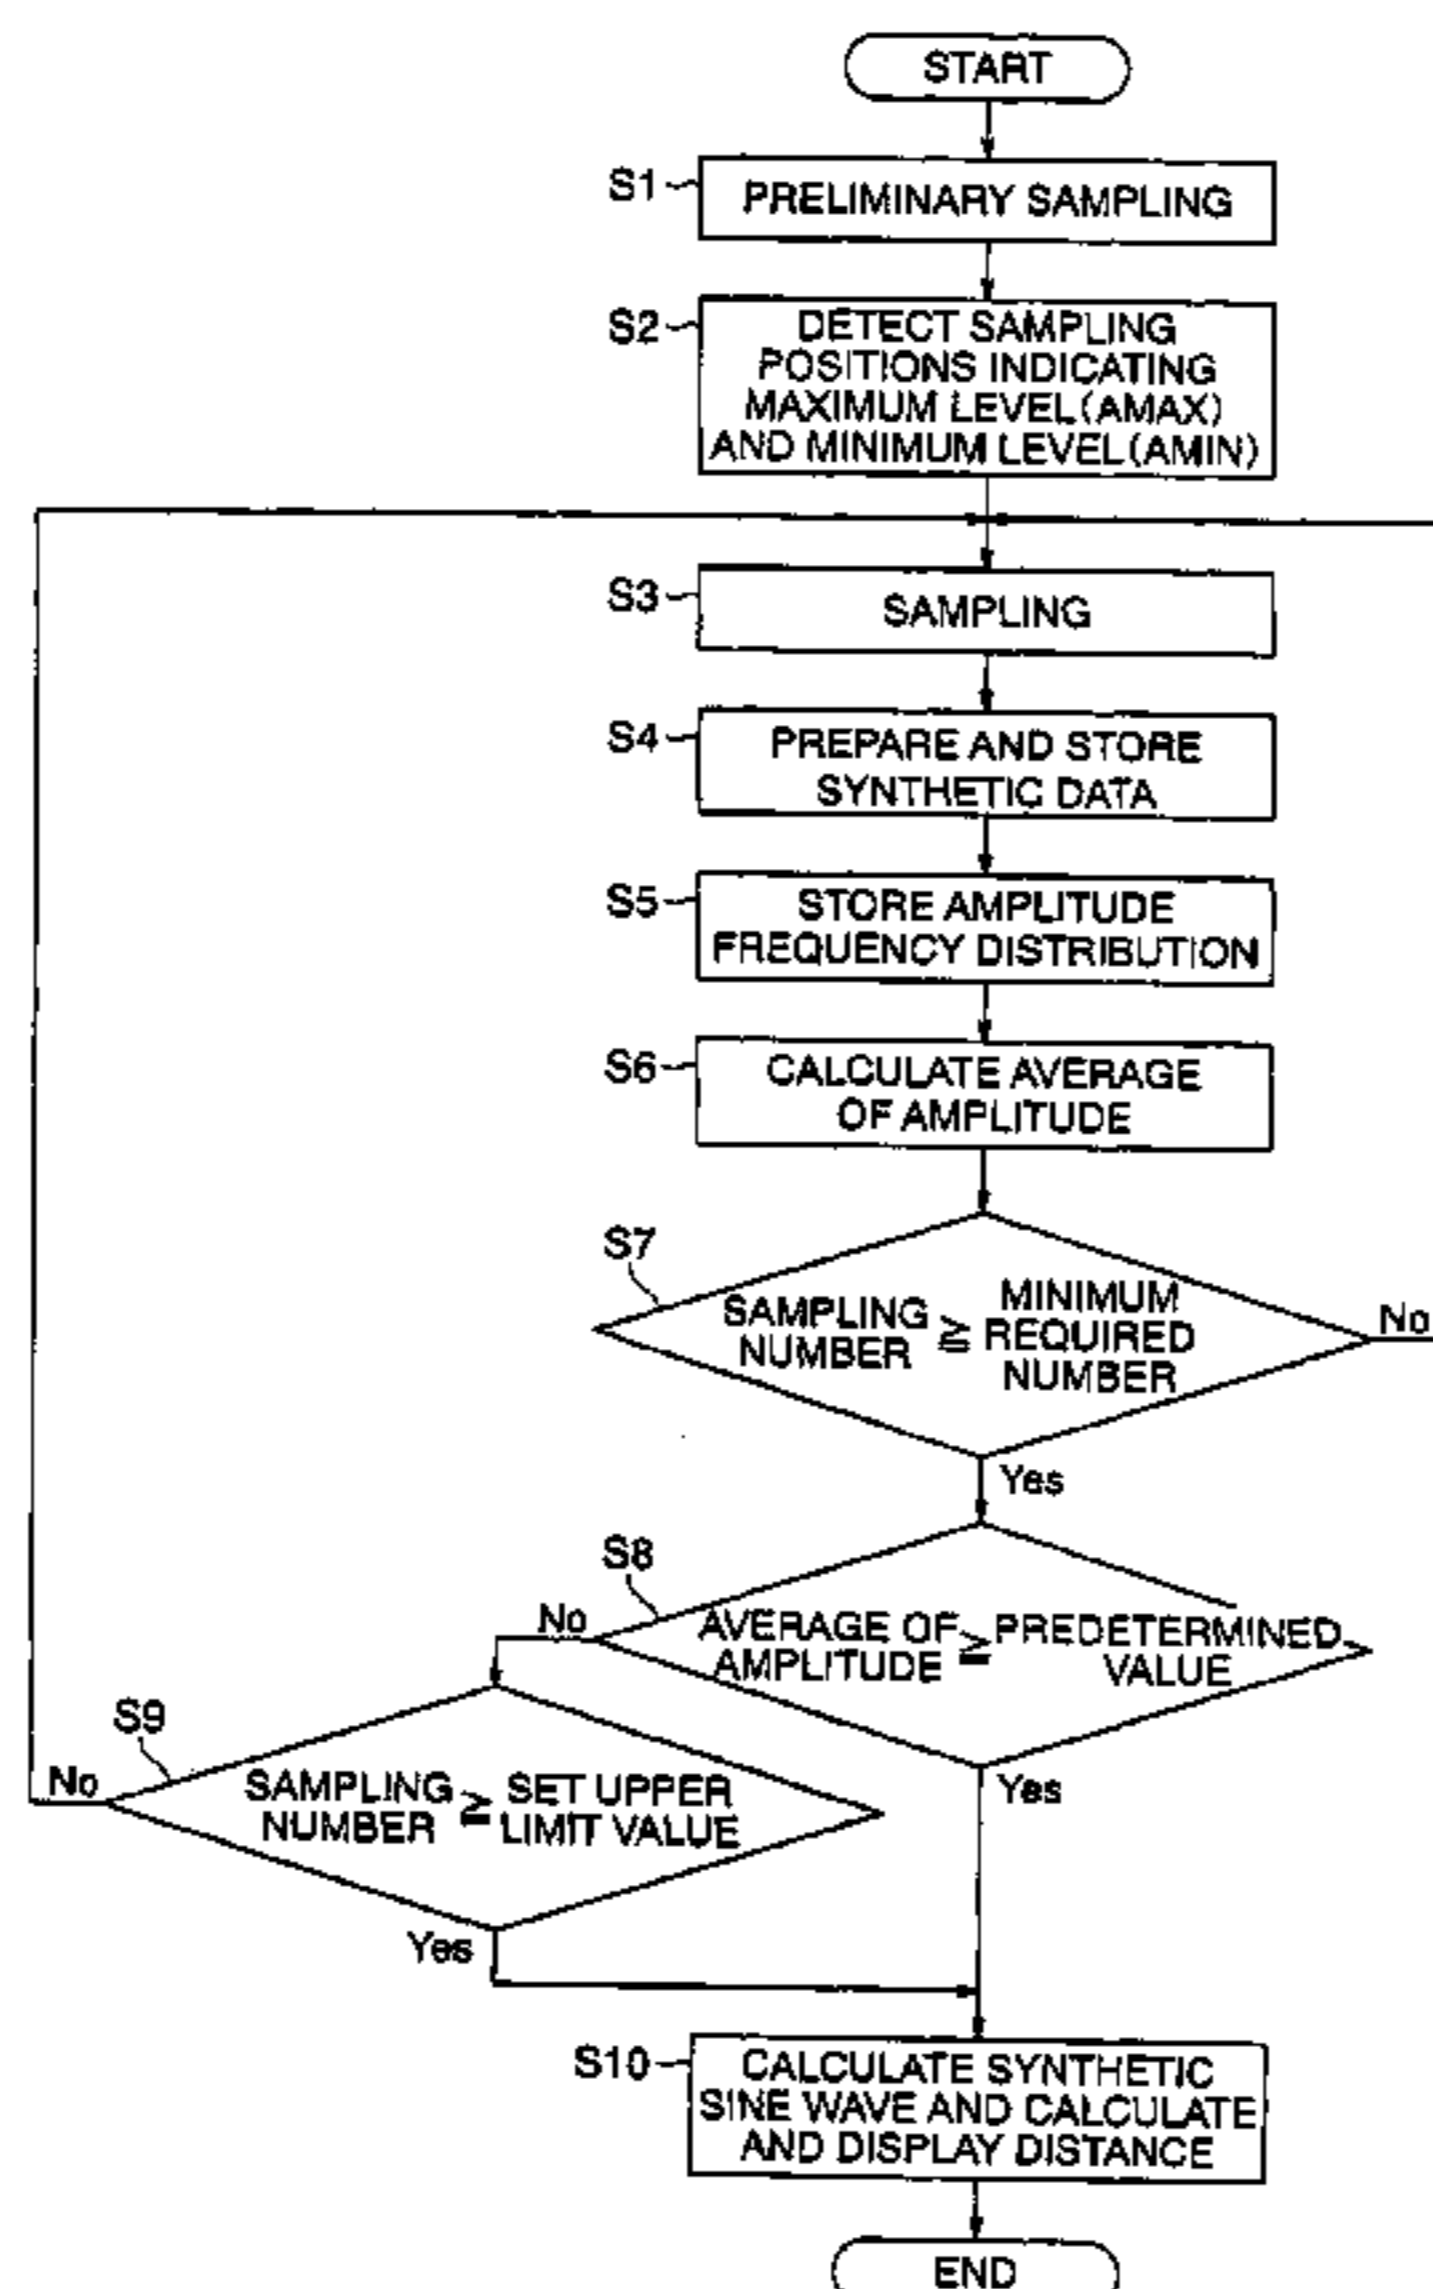 START
S1
PRELIMINARY SAMPLING
S2
DETECT SAMPLING
POSITIONS INDICATING
MAXIMUM LEVEL(AMAX)
AND MINIMUM LEVEL(AMIN)
S3
SAMPLING
S4
PREPARE AND STORE
SYNTHETIC DATA
S5
STORE AMPLITUDE
FREQUENCY DISTRIBUTION
S6
CALCULATE AVERAGE
OF AMPLITUDE
S7
SAMPLING
NUMBER
≧
MINIMUM
REQUIRED
NUMBER
No
Yes
S8
AVERAGE OF
AMPLITUDE
≧
PREDETERMINED
VALUE
No
Yes
S9
SAMPLING
NUMBER
≧
SET UPPER
LIMIT VALUE
No
Yes
S10
CALCULATE SYNTHETIC
SINE WAVE AND CALCULATE
AND DISPLAY DISTANCE
END